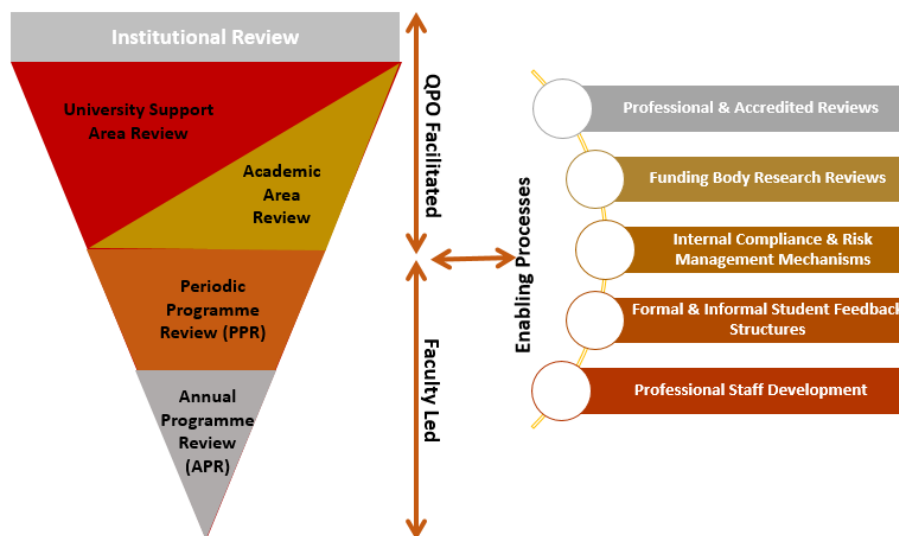 Institutional Review
University Support
Area Review
Academic
Area
Review
Periodic
Programme
Review (PPR)
Annual
Programme
Review
(APR)
QPO Facilitated
Faculty Led
Enabling Processes
Professional & Accredited Reviews
Funding Body Research Reviews
Internal Compliance & Risk
Management Mechanisms
Formal & Informal Student Feedback
Structures
Professional Staff Development